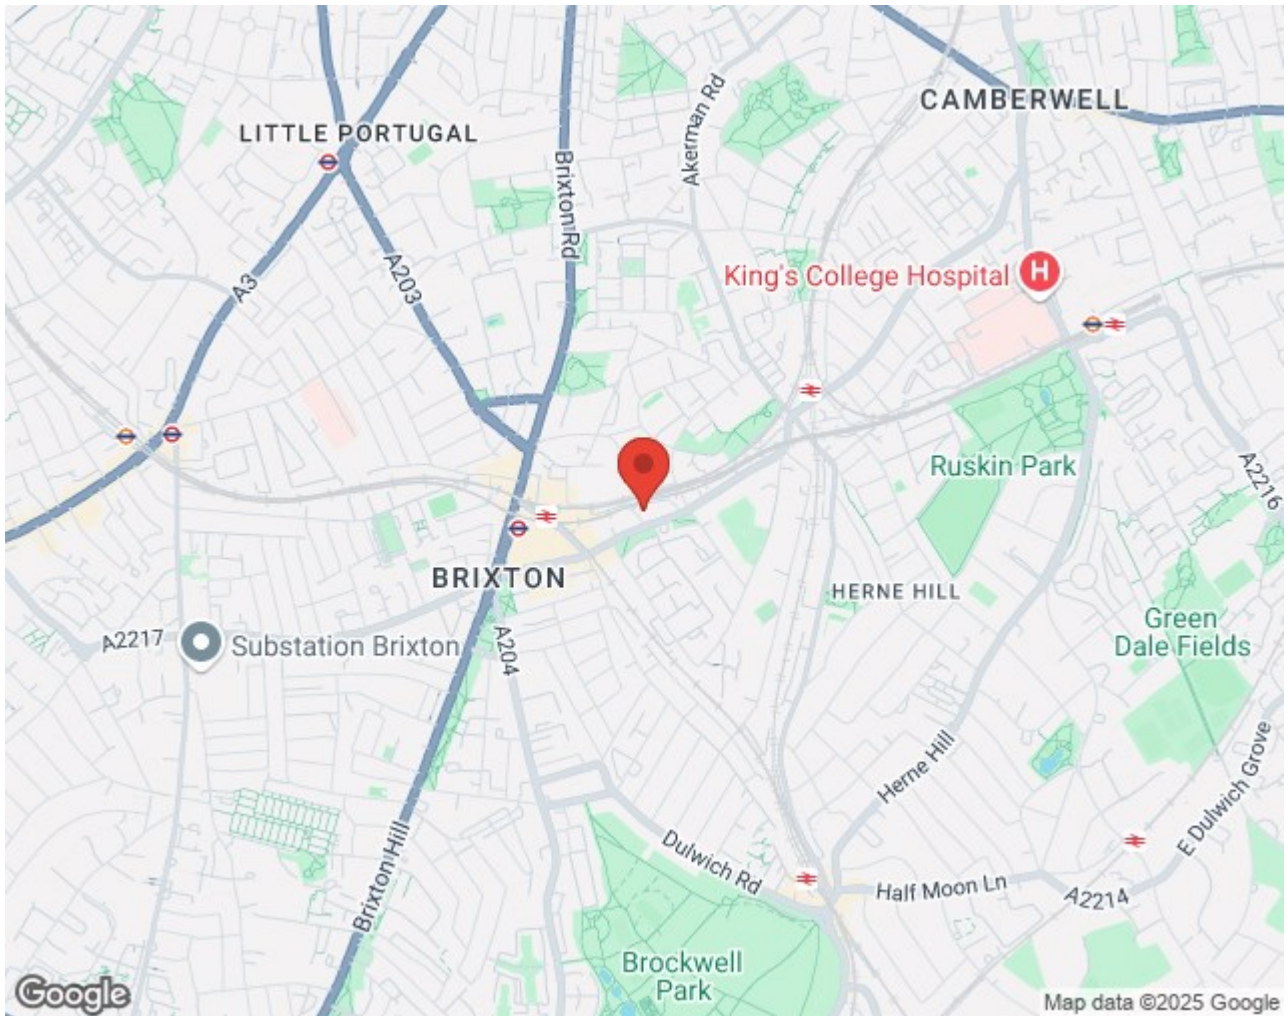 CAMBERWELL
LITTLE PORTUGAL
Akerman Rd
Brixton Rd
A3
A203
King's College Hospital
H
Ruskin Park
A2216
BRIXTON
HERNE HILL
Green
Dale Fields
A2217
Substation Brixton
A204
Herne Hill
E Dulwich Grove
Brixton Hill
Dulwich Rd
Half Moon Ln
A2214
Brockwell
Park
Google
Map data ©2025 Google